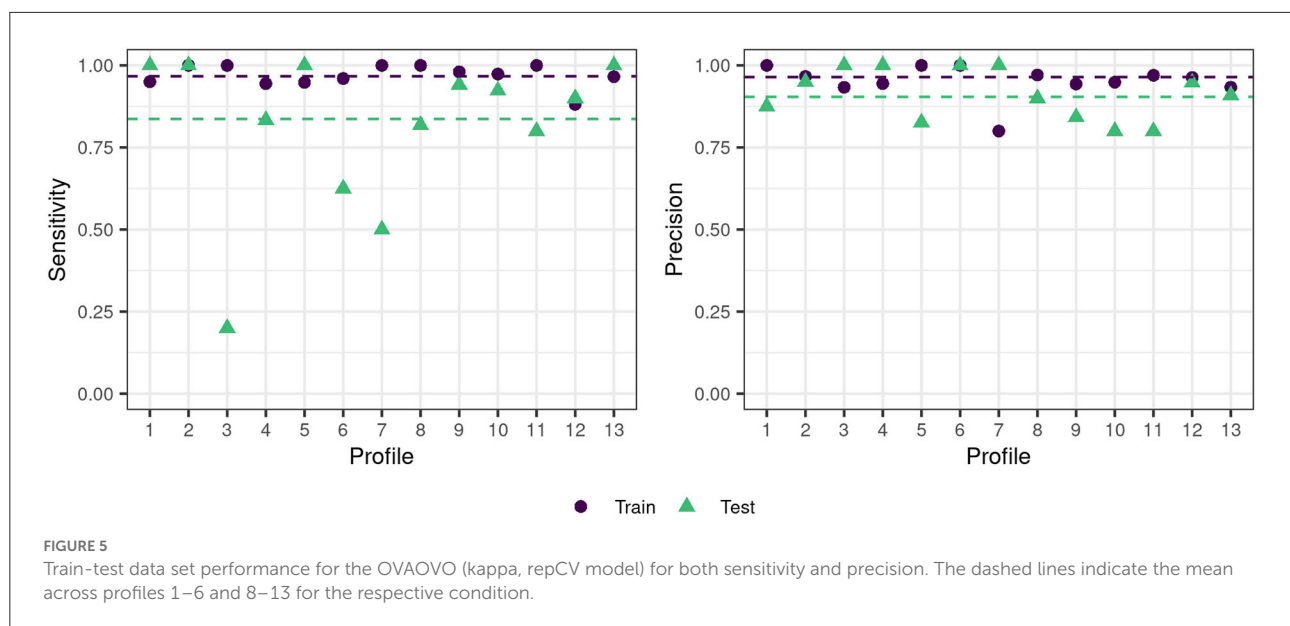 1.00
0.75
0.50
0.25
0.00
Sensitivity
1 2 3 4 5 6 7 8 9 10 11 12 13
Profile
1.00
0.75
0.50
0.25
0.00
Precision
1 2 3 4 5 6 7 8 9 10 11 12 13
Profile
Train Test
FIGURE 5
Train-test data set performance for the OVAOVO (kappa, repCV model) for both sensitivity and precision. The dashed lines indicate the mean
across profiles 1–6 and 8–13 for the respective condition.